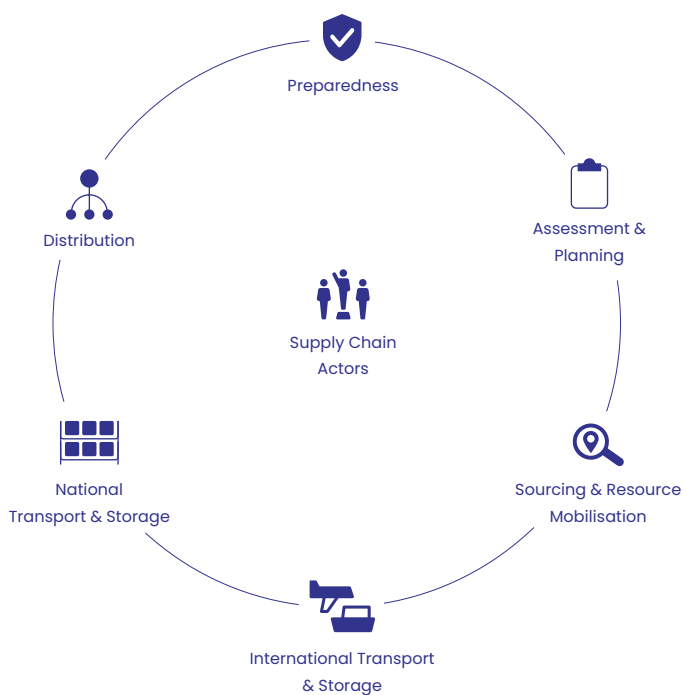 Preparedness
Assessment &
Planning
Distribution
Supply Chain
Actors
National
Transport & Storage
Sourcing & Resource
Mobilisation
International Transport
& Storage